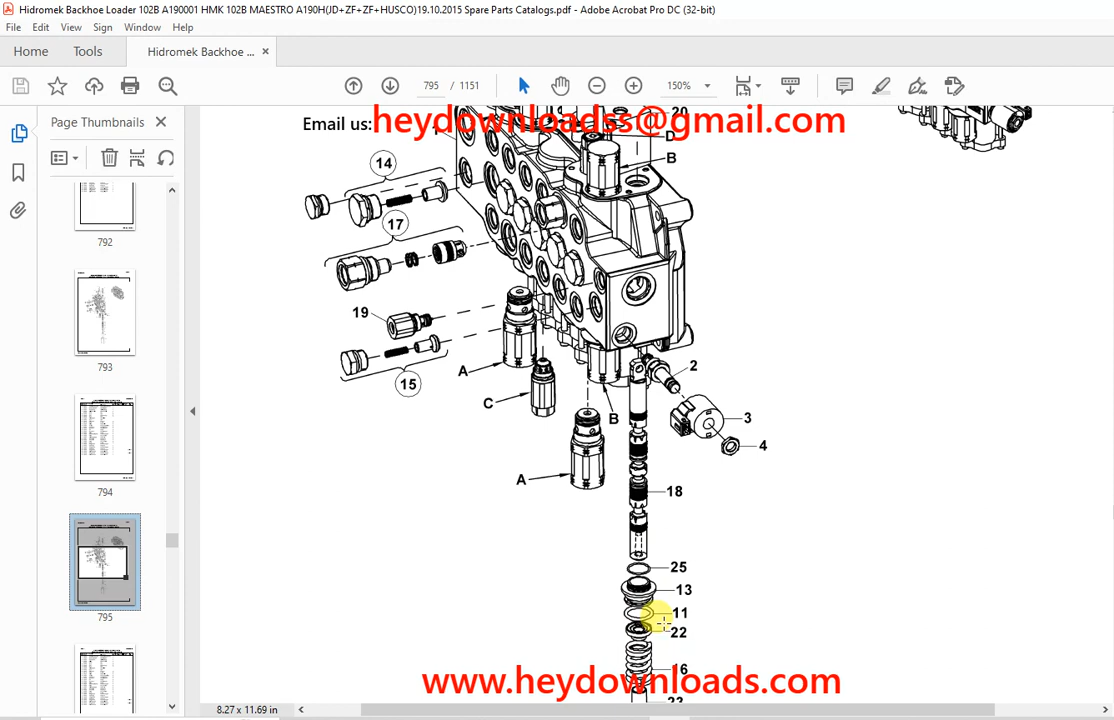 Hidromek Backhoe Loader 102B A190001 HMK 102B MAESTRO A190H(JD+ZF+ZF+HUSCO)19.10.2015 Spare Parts Catalogs.pdf - Adobe Acrobat Pro DC (32-bit)
File Edit View Sign Window Help
Home Tools Hidromek Backhoe ... ×
795 / 1151 150%
Page Thumbnails
792
793
794
795
Email us: heydownloadss@gmail.com
20
D
B
14
17
19
15
A
C
B
2
3
4
A
18
25
13
11
22
16
www.heydownloads.com
8.27 x 11.69 in